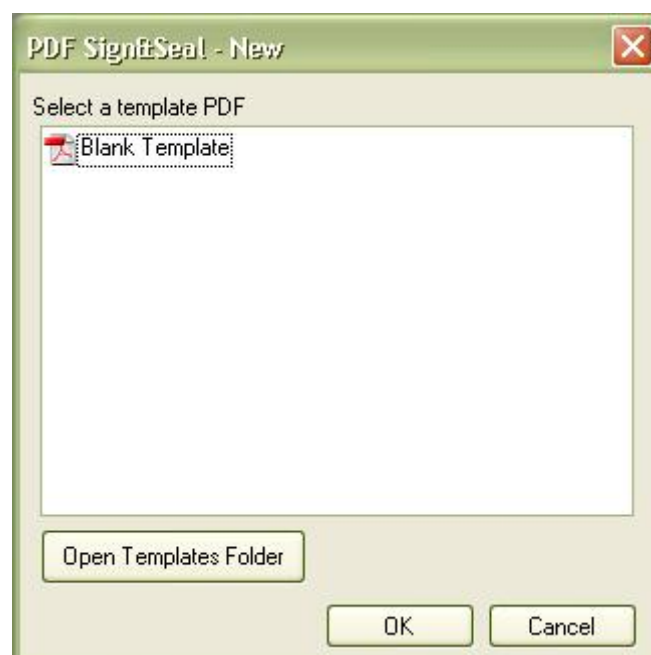 PDF Sign&Seal - New
Select a template PDF
Blank Template
Open Templates Folder
OK Cancel